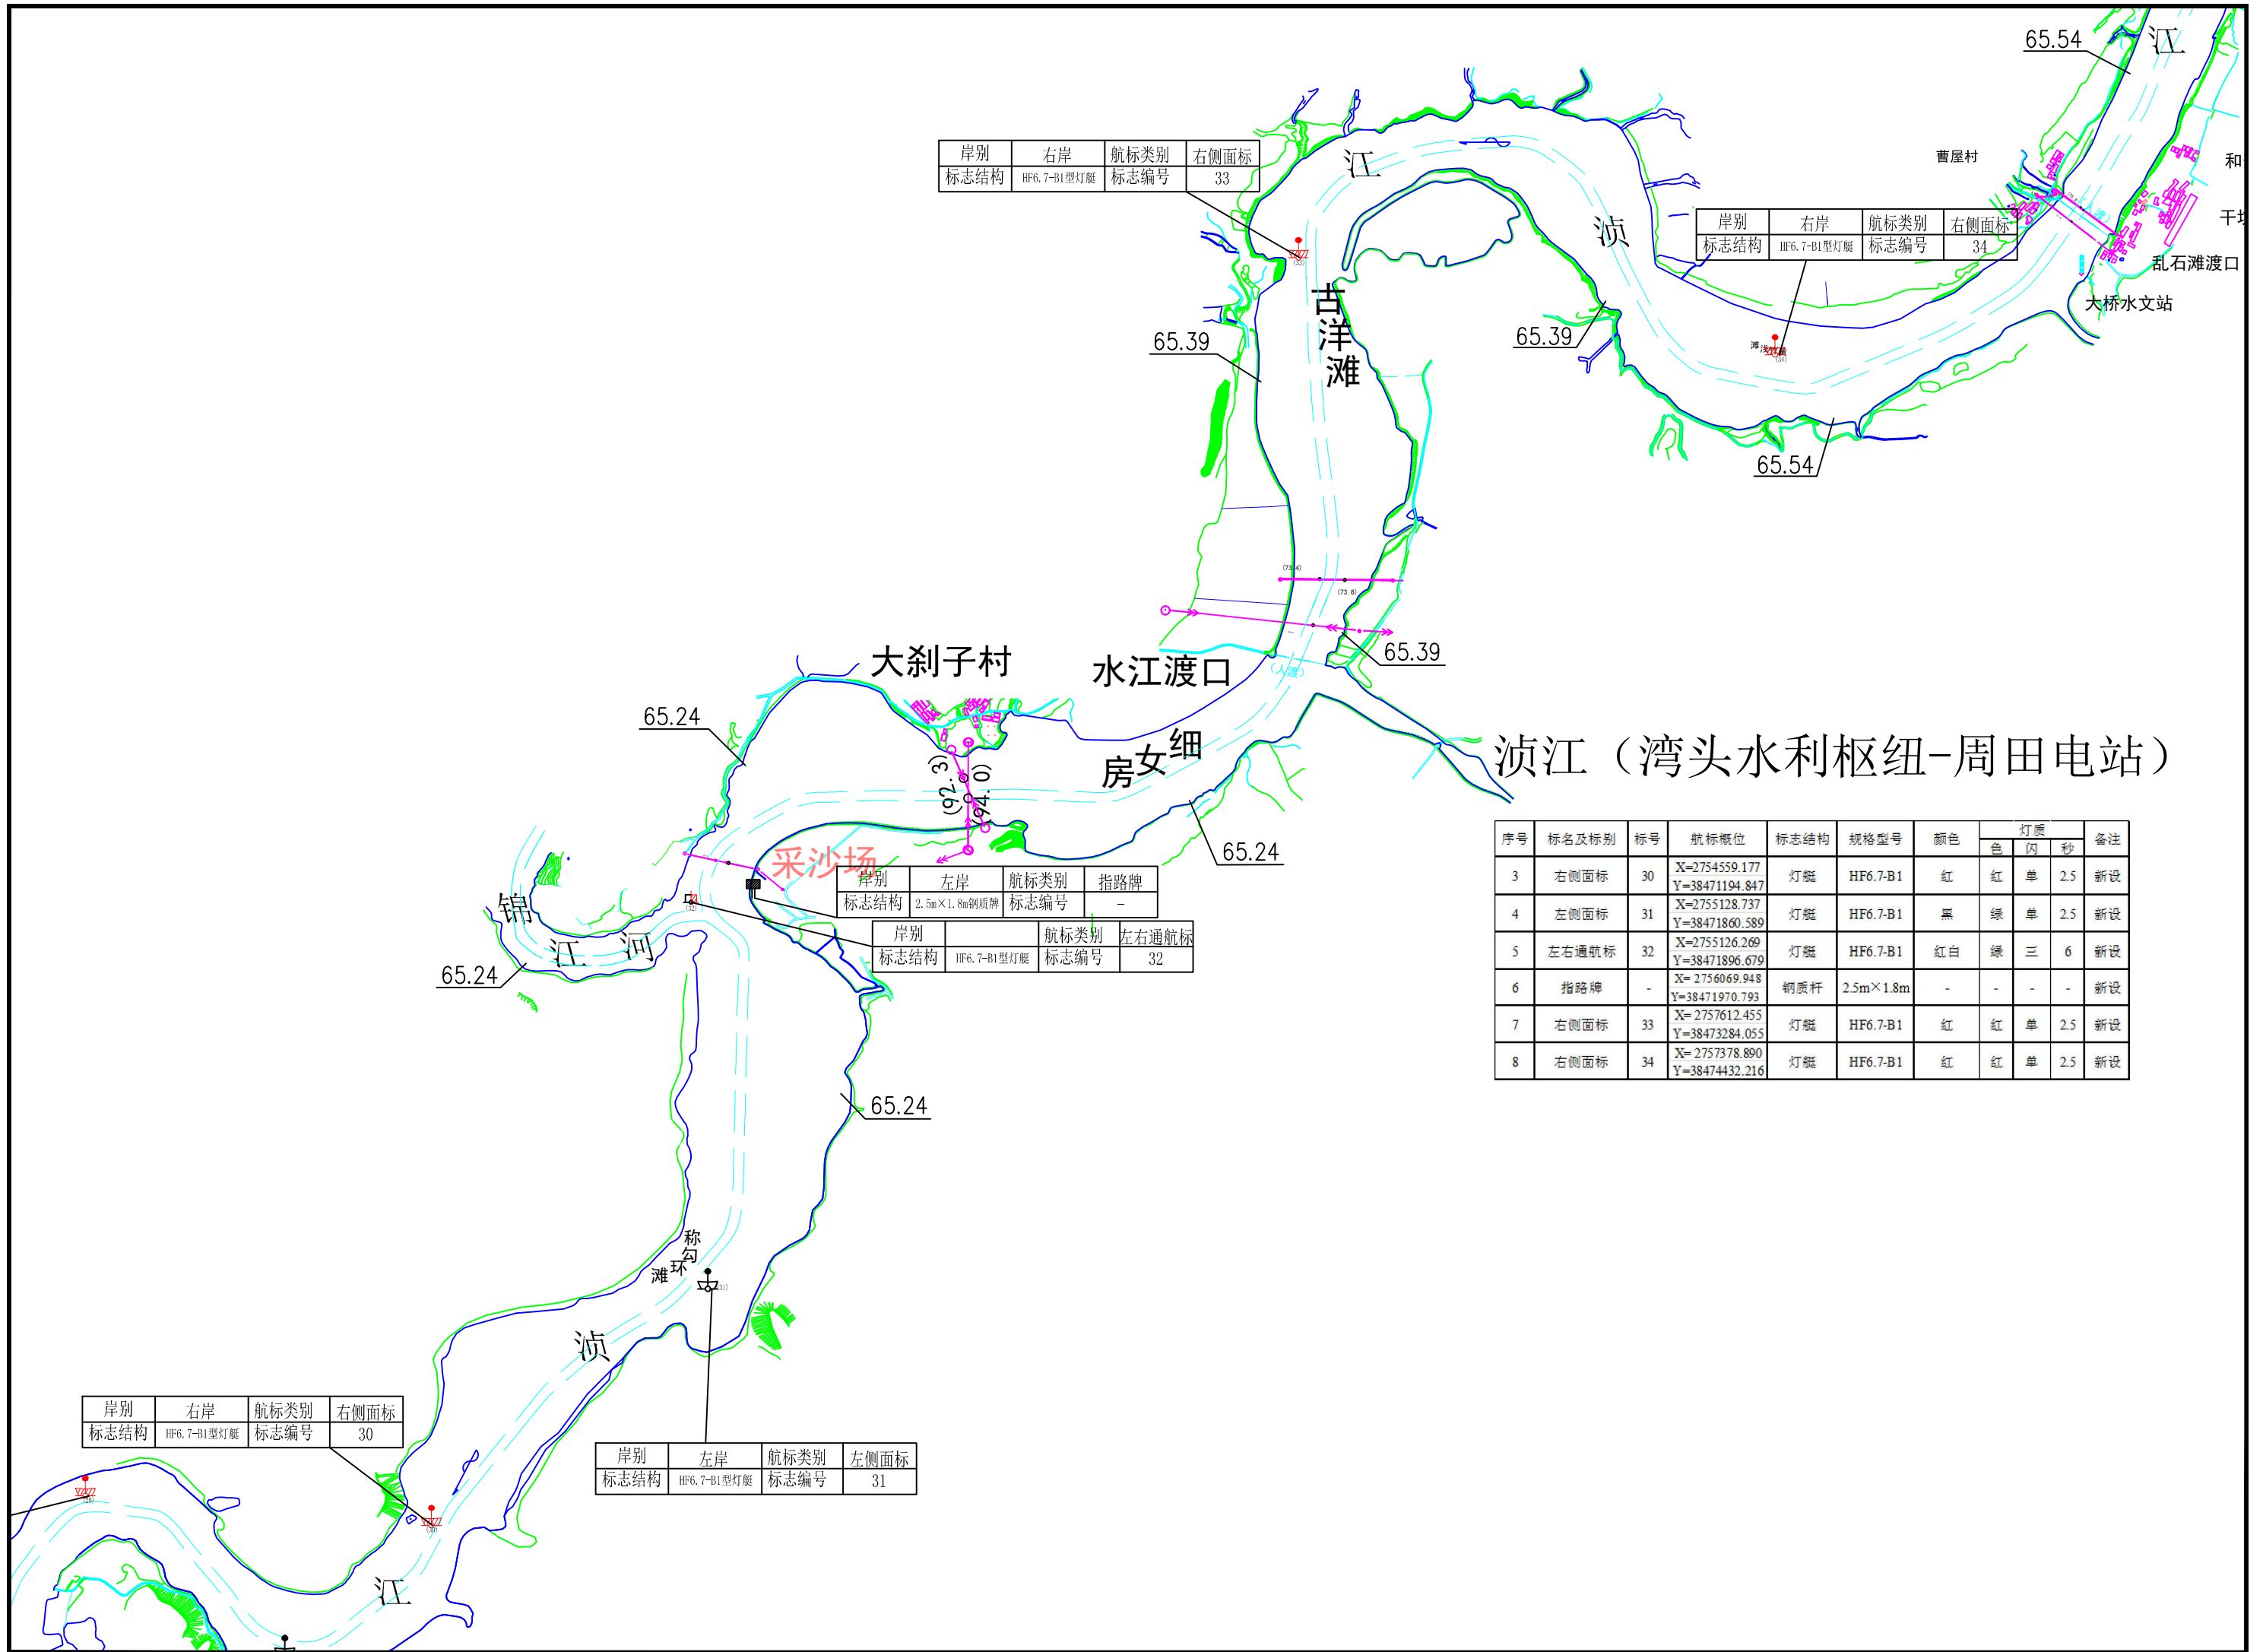 65.54
江
曹屋村
和
干
乱石滩渡口
大桥水文站
岸别 右岸 航标类别 右侧面标
标志结构 HF6.7-B1型灯艇 标志编号 33
江
浈
岸别 右岸 航标类别 右侧面标
标志结构 HF6.7-B1型灯艇 标志编号 34
古洋滩
65.39
65.39
65.54
(73.4)
(73.8)
65.39
(人渡)
大刹子村
水江渡口
65.24
细女房
(92.3)
(94.0)
65.24
浈江（湾头水利枢纽-周田电站）
采沙场
岸别 左岸 航标类别 指路牌
标志结构 2.5m×1.8m钢质牌 标志编号 -
岸别 航标类别 左右通航标
标志结构 HF6.7-B1型灯艇 标志编号 32
锦江河
65.24
65.24
序号 标名及标别 标号 航标概位 标志结构 规格型号 颜色 灯质 备注
色 闪 秒
3 右侧面标 30 X=2754559.177 Y=38471194.847 灯艇 HF6.7-B1 红 红 单 2.5 新设
4 左侧面标 31 X=2755128.737 Y=38471860.589 灯艇 HF6.7-B1 黑 绿 单 2.5 新设
5 左右通航标 32 X=2755126.269 Y=38471896.679 灯艇 HF6.7-B1 红白 绿 三 6 新设
6 指路牌 - X= 2756069.948 Y=38471970.793 钢质杆 2.5m×1.8m - - - - 新设
7 右侧面标 33 X= 2757612.455 Y=38473284.055 灯艇 HF6.7-B1 红 红 单 2.5 新设
8 右侧面标 34 X= 2757378.890 Y=38474432.216 灯艇 HF6.7-B1 红 红 单 2.5 新设
称勾环滩
(31)
浈
岸别 右岸 航标类别 右侧面标
标志结构 HF6.7-B1型灯艇 标志编号 30
岸别 左岸 航标类别 左侧面标
标志结构 HF6.7-B1型灯艇 标志编号 31
江